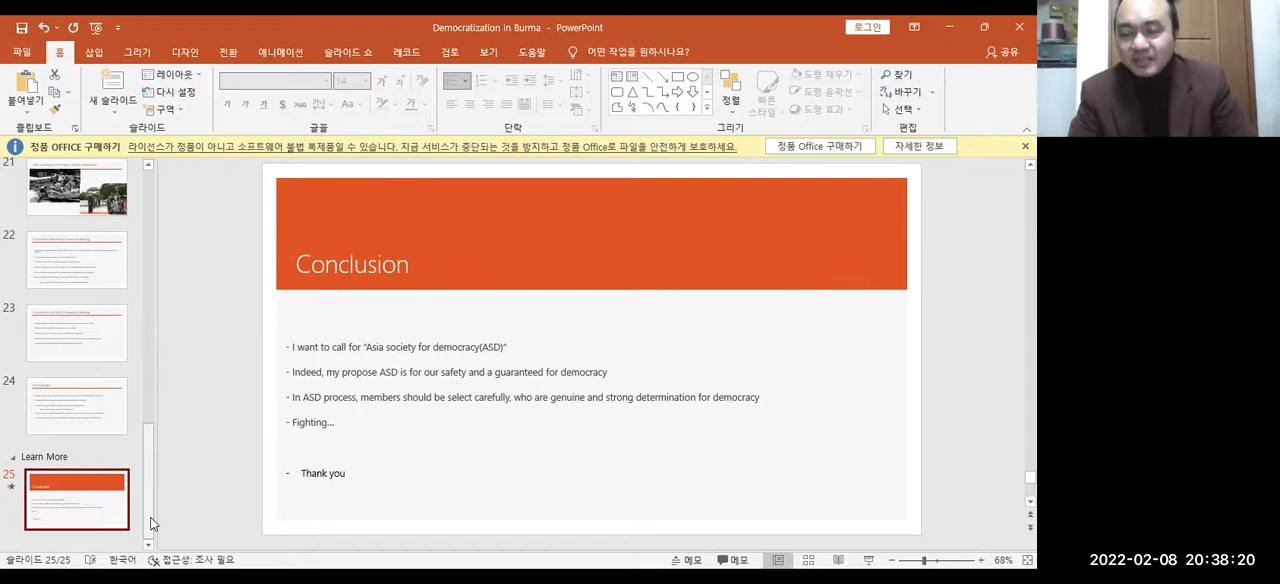 Democratization in Burma - PowerPoint
로그인
파일 홈 삽입 그리기 디자인 전환 애니메이션 슬라이드 쇼 레코드 검토 보기 도움말 어떤 작업을 원하시나요? 공유
붙여넣기
새 슬라이드
레이아웃
다시 설정
구역
14
가 가 가 S 간 Aa
정렬
빠른 스타일
도형 채우기
도형 윤곽선
도형 효과
찾기
바꾸기
선택
클립보드 슬라이드 글꼴 단락 그리기 편집
정품 OFFICE 구매하기 라이선스가 정품이 아니고 소프트웨어 불법 복제품일 수 있습니다. 지금 서비스가 중단되는 것을 방지하고 정품 Office로 파일을 안전하게 보호하세요. 정품 Office 구매하기 자세한 정보
21
22
23
24
Learn More
25
Conclusion
- I want to call for "Asia society for democracy(ASD)"
- Indeed, my propose ASD is for our safety and a guaranteed for democracy
- In ASD process, members should be select carefully, who are genuine and strong determination for democracy
- Fighting...
- Thank you
슬라이드 25/25 한국어 접근성: 조사 필요 메모 메모 68%
2022-02-08 20:38:20